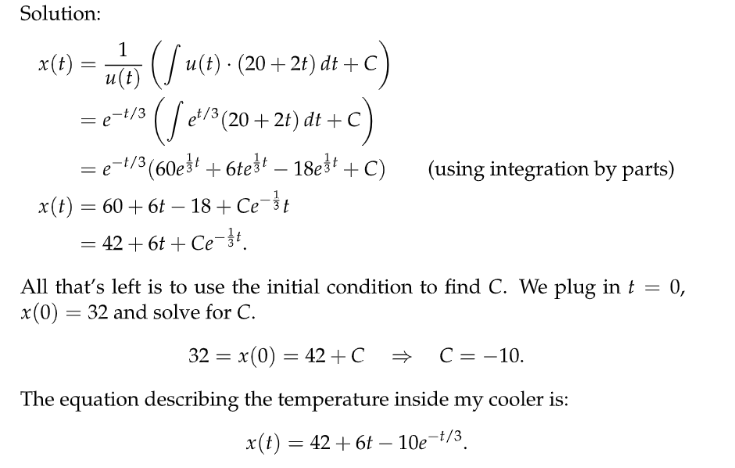 Solution:
x(t) = \frac{1}{u(t)} \left( \int u(t) \cdot (20 + 2t) dt + C \right)
= e^{-t/3} \left( \int e^{t/3} (20 + 2t) dt + C \right)
= e^{-t/3} (60e^{\frac{1}{3}t} + 6te^{\frac{1}{3}t} - 18e^{\frac{1}{3}t} + C) (using integration by parts)
x(t) = 60 + 6t - 18 + Ce^{-\frac{1}{3}}t
= 42 + 6t + Ce^{-\frac{1}{3}t}.
All that's left is to use the initial condition to find C. We plug in t = 0,
x(0) = 32 and solve for C.
32 = x(0) = 42 + C ⇒ C = -10.
The equation describing the temperature inside my cooler is:
x(t) = 42 + 6t - 10e^{-t/3}.